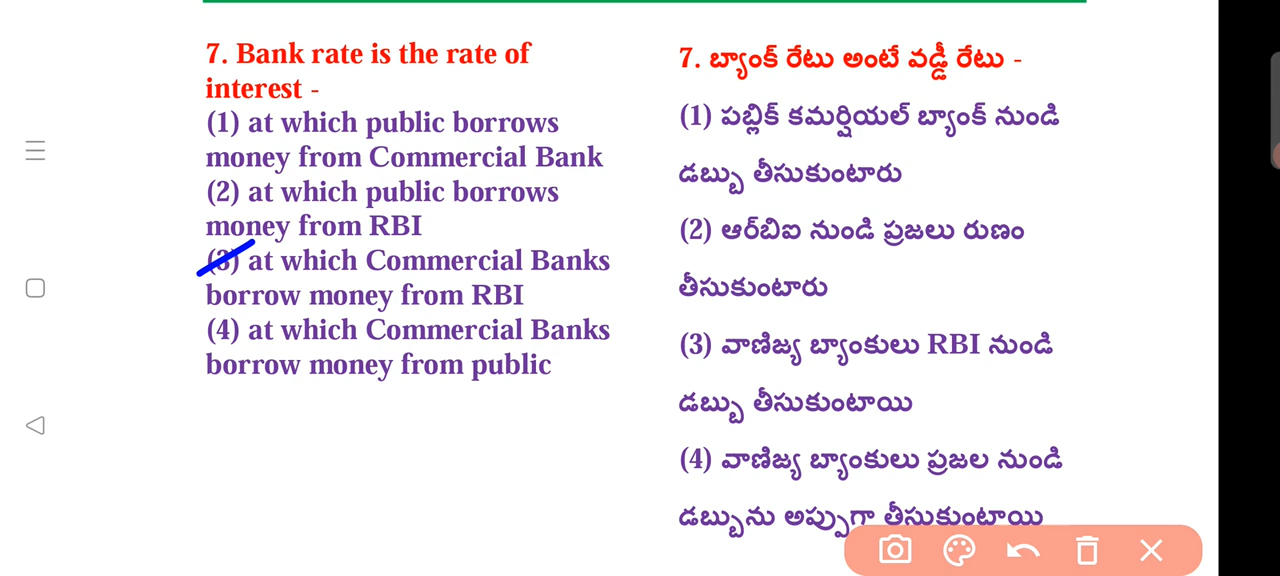 7. Bank rate is the rate of
interest -
(1) at which public borrows
money from Commercial Bank
(2) at which public borrows
money from RBI
(3) at which Commercial Banks
borrow money from RBI
(4) at which Commercial Banks
borrow money from public
7. బ్యాంక్ రేటు అంటే వడ్డీ రేటు -
(1) పబ్లిక్ కమర్షియల్ బ్యాంక్ నుండి
డబ్బు తీసుకుంటారు
(2) ఆర్‌బిఐ నుండి ప్రజలు రుణం
తీసుకుంటారు
(3) వాణిజ్య బ్యాంకులు RBI నుండి
డబ్బు తీసుకుంటాయి
(4) వాణిజ్య బ్యాంకులు ప్రజల నుండి
డబ్బును అప్పుగా తీసుకుంటాయి